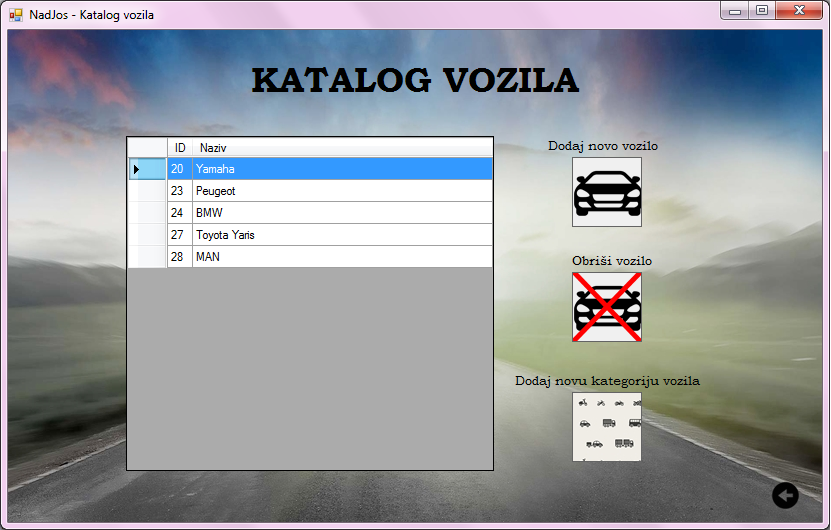 NadJos - Katalog vozila
KATALOG VOZILA
ID Naziv
20 Yamaha
23 Peugeot
24 BMW
27 Toyota Yaris
28 MAN
Dodaj novo vozilo
Obriši vozilo
Dodaj novu kategoriju vozila